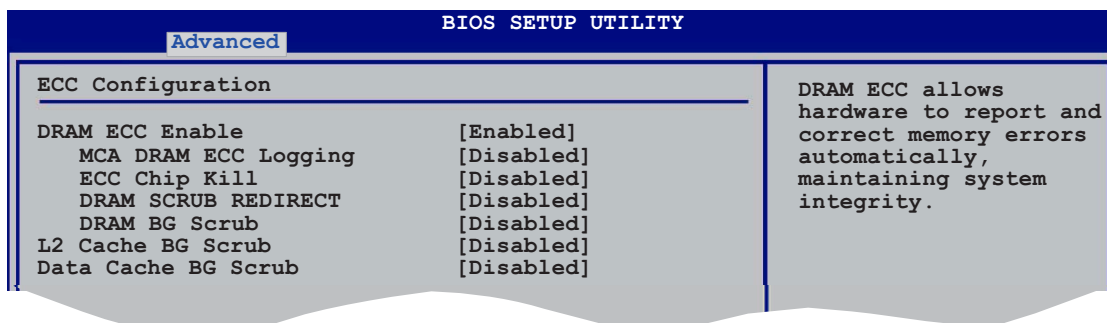 BIOS SETUP UTILITY
Advanced
ECC Configuration
DRAM ECC Enable [Enabled]
MCA DRAM ECC Logging [Disabled]
ECC Chip Kill [Disabled]
DRAM SCRUB REDIRECT [Disabled]
DRAM BG Scrub [Disabled]
L2 Cache BG Scrub [Disabled]
Data Cache BG Scrub [Disabled]
DRAM ECC allows
hardware to report and
correct memory errors
automatically,
maintaining system
integrity.